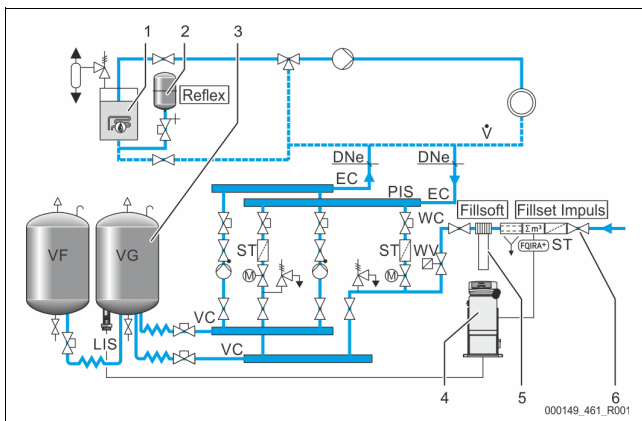 1 2 3
Reflex
V̇
DNe DNe
EC PIS EC
WC Fillsoft Fillset Impuls
VF VG ST ST WV Σm³ FQIRA+ ST
M M
LIS VC
VC
4 5 6
000149_461_R001